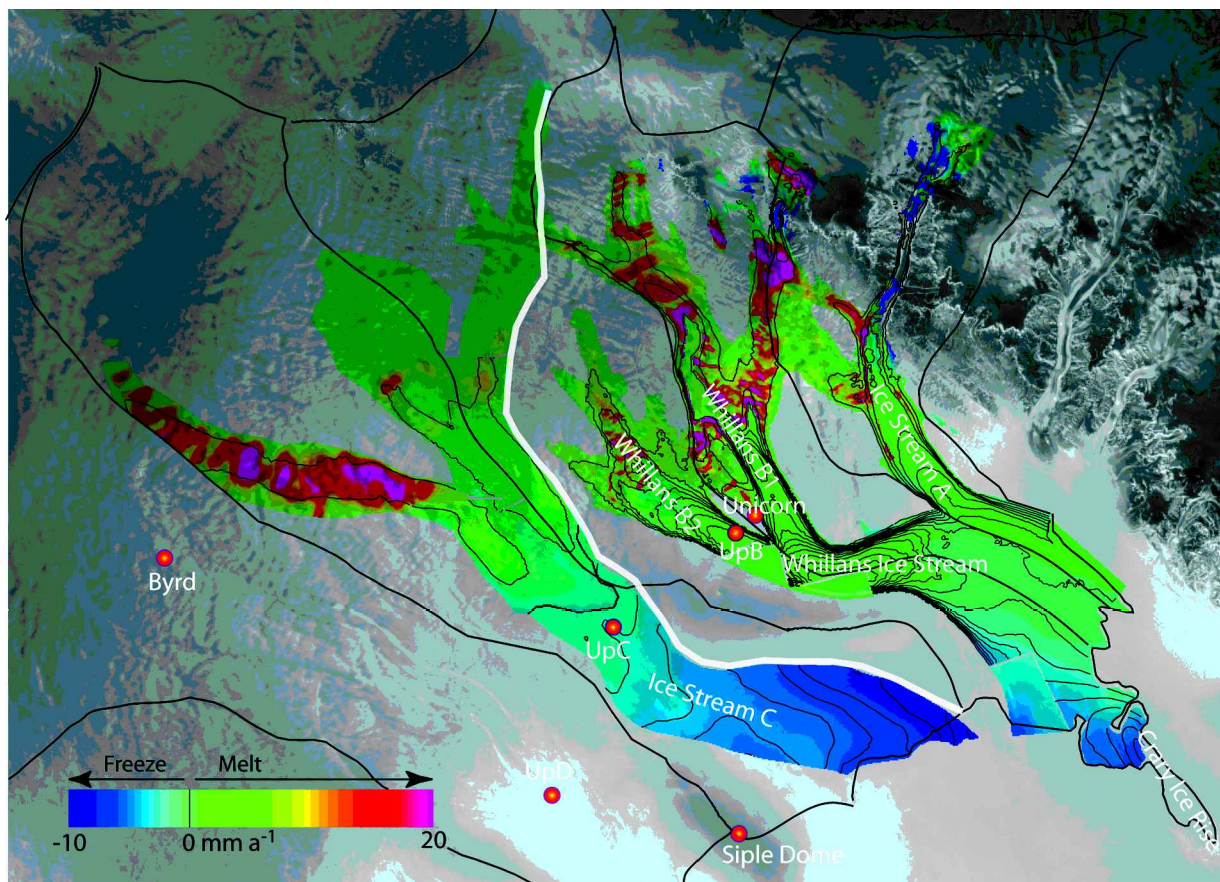 Whillans B1
Ice Stream A
Whillans B2
Unicorn
UpB
Whillans Ice Stream
Byrd
UpC
Ice Stream C
Crary Ice Rise
Freeze Melt
UpD
-10 0 mm a⁻¹ 20
Siple Dome